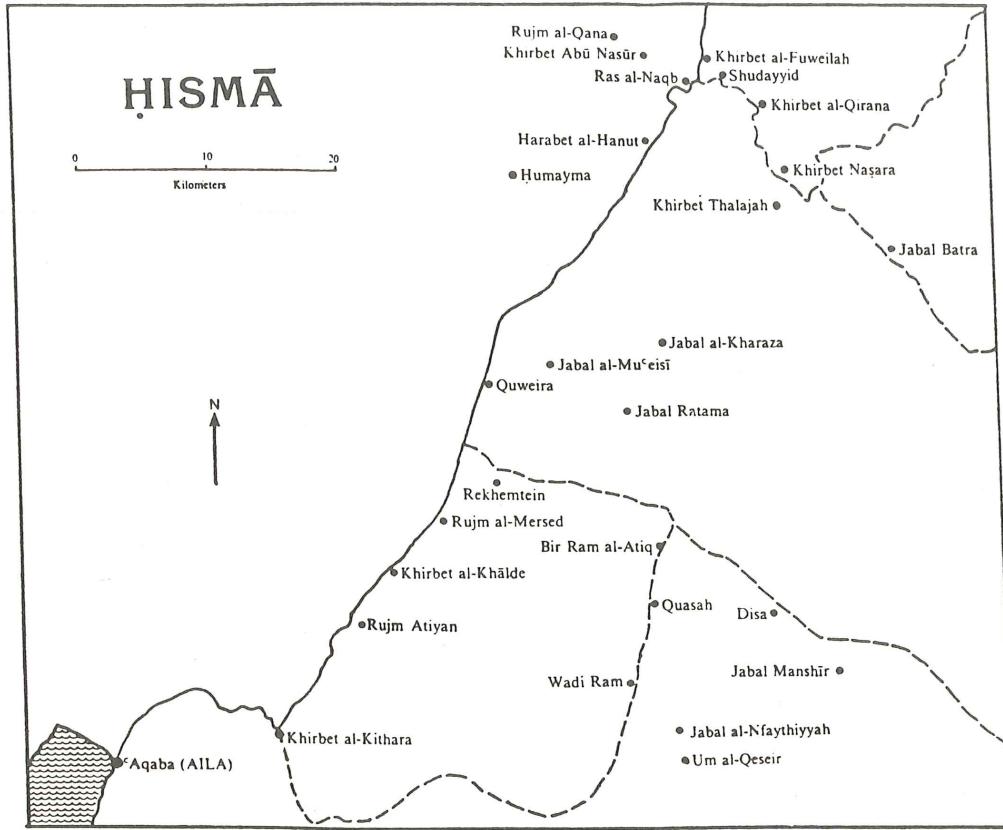 ḤISMĀ
0 10 20
Kilometers
N
Rujm al-Qana
Khirbet Abū Nasūr
Ras al-Naqb
Khirbet al-Fuweilah
Shudayyid
Khirbet al-Qirana
Harabet al-Hanut
Ḥumayma
Khirbet Naṣara
Khirbet Thalajah
Jabal Batra
Jabal al-Kharaza
Jabal al-Muᶜeisī
Quweira
Jabal Ratama
Rekhemtein
Rujm al-Mersed
Bir Ram al-Atiq
Khirbet al-Khālde
Quasah
Disa
Rujm Atiyan
Wadi Ram
Jabal Manshīr
Khirbet al-Kithara
Jabal al-Nfaythiyyah
ᶜAqaba (AILA)
Um al-Qeseir